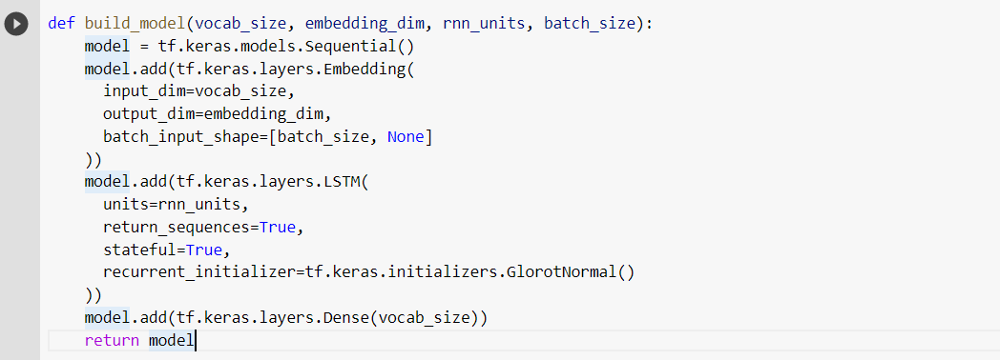 def build_model(vocab_size, embedding_dim, rnn_units, batch_size):
    model = tf.keras.models.Sequential()
    model.add(tf.keras.layers.Embedding(
      input_dim=vocab_size,
      output_dim=embedding_dim,
      batch_input_shape=[batch_size, None]
    ))
    model.add(tf.keras.layers.LSTM(
      units=rnn_units,
      return_sequences=True,
      stateful=True,
      recurrent_initializer=tf.keras.initializers.GlorotNormal()
    ))
    model.add(tf.keras.layers.Dense(vocab_size))
    return model